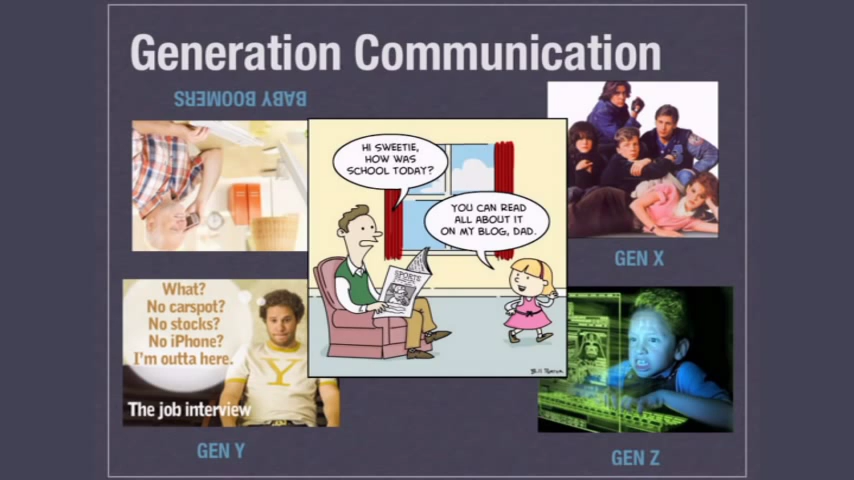 Generation Communication
BABY BOOMERS
HI SWEETIE,
HOW WAS
SCHOOL TODAY?
YOU CAN READ
ALL ABOUT IT
ON MY BLOG, DAD.
SPORTS
GEN X
What?
No carspot?
No stocks?
No iPhone?
I'm outta here.
Y
The job interview
GEN Y
GEN Z